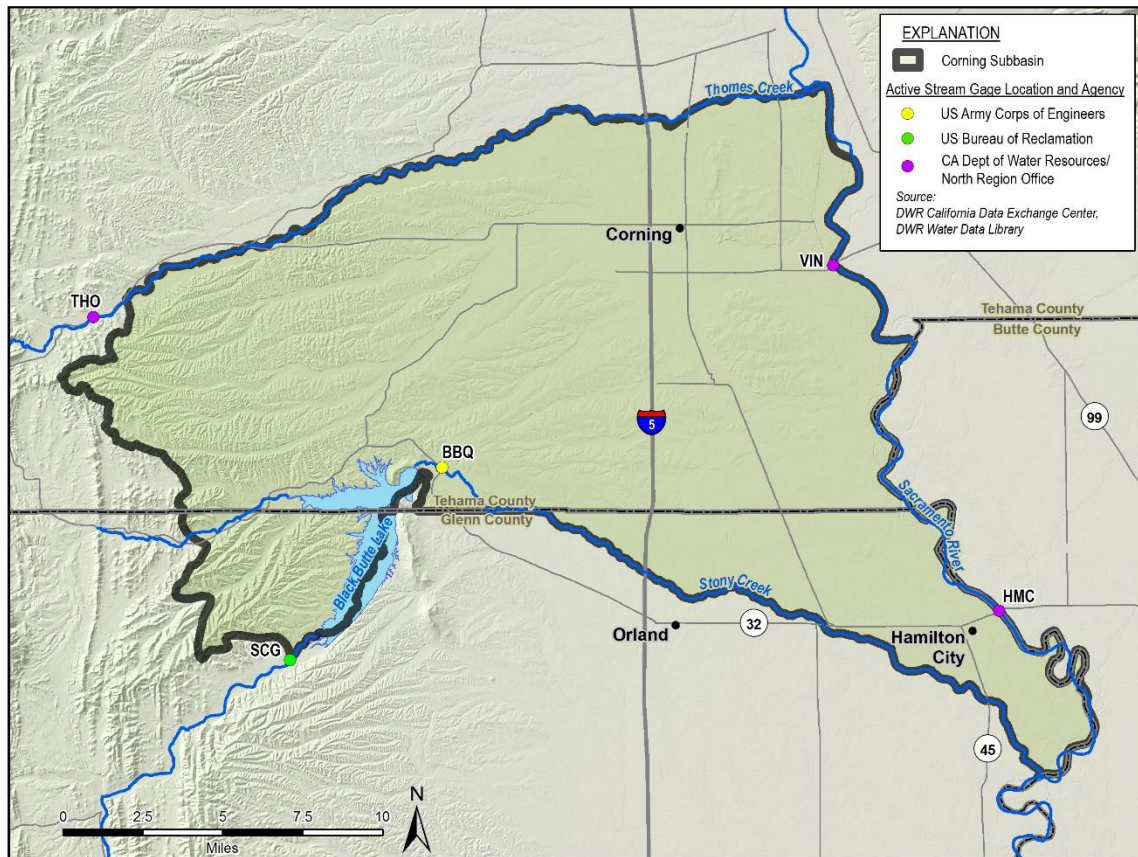 EXPLANATION
Corning Subbasin
Active Stream Gage Location and Agency
US Army Corps of Engineers
US Bureau of Reclamation
CA Dept of Water Resources/
North Region Office
Source:
DWR California Data Exchange Center,
DWR Water Data Library
Thomes Creek
Corning
VIN
THO
Tehama County
Butte County
5
99
BBQ
Tehama County
Glenn County
Black Butte Lake
Sacramento River
Stony Creek
HMC
32
Orland
Hamilton
City
SCG
45
N
0 2.5 5 7.5 10
Miles